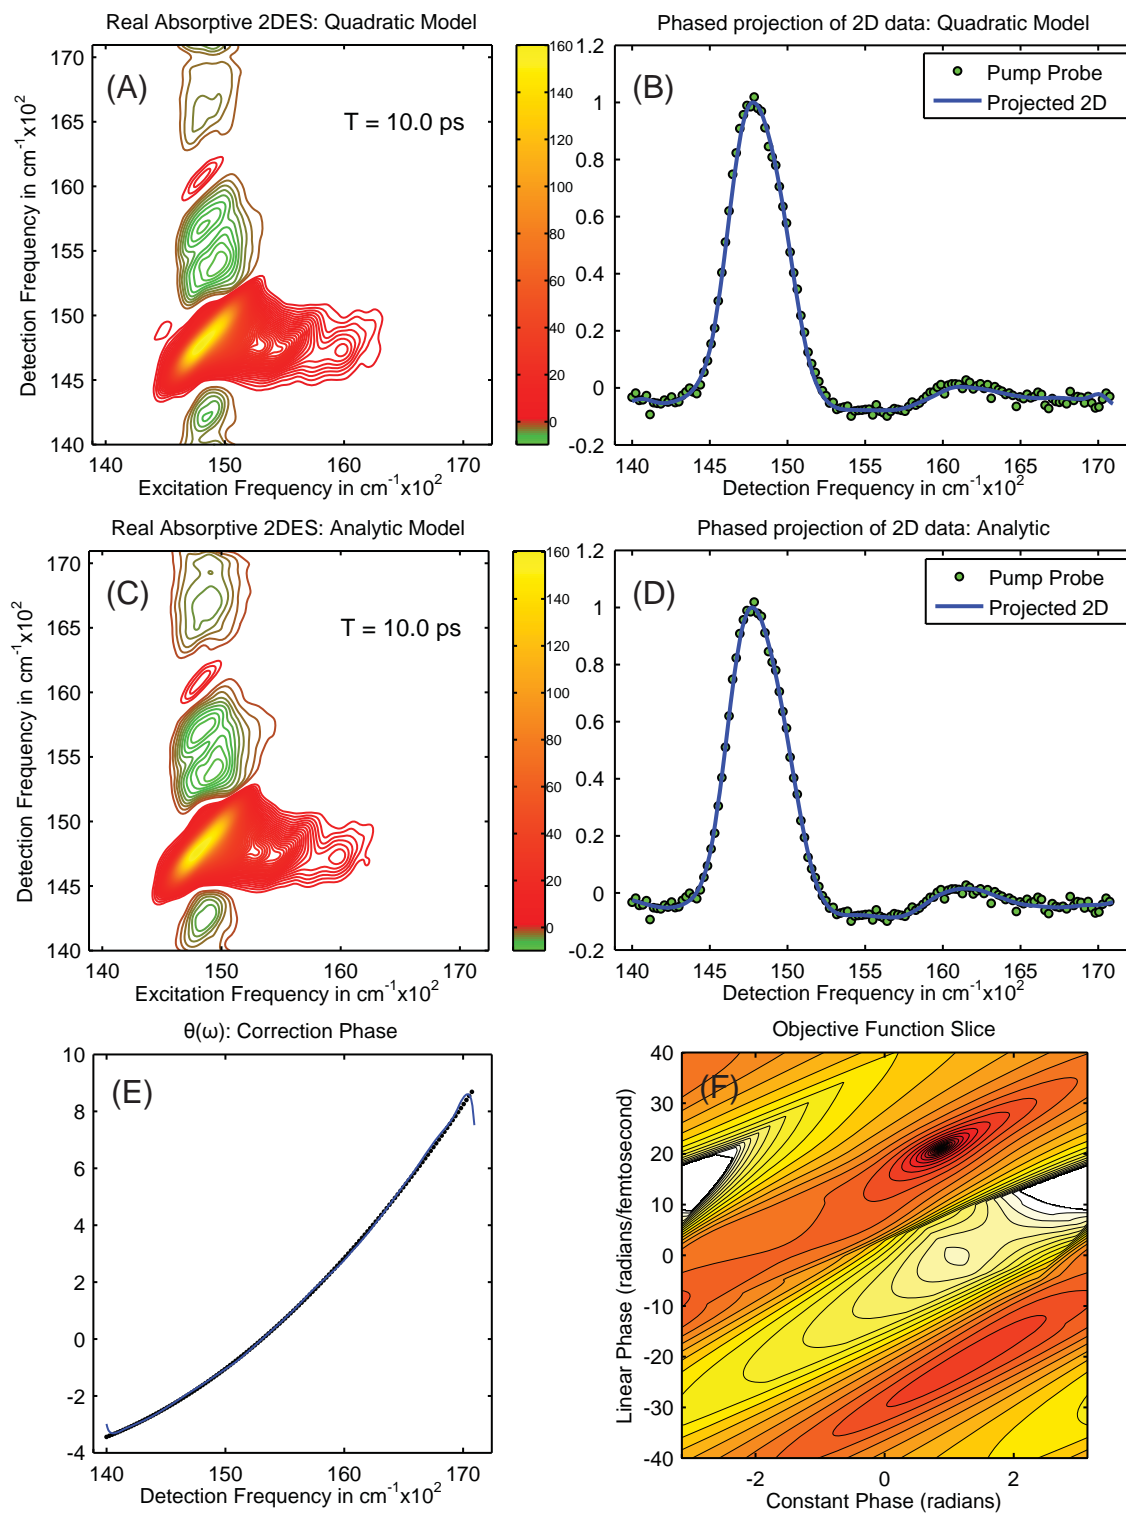 Real Absorptive 2DES: Quadratic Model
(A)
T = 10.0 ps
170
165
160
155
150
145
140
Detection Frequency in cm-1x102
140 150 160 170
Excitation Frequency in cm-1x102
160
140
120
100
80
60
40
20
0
Phased projection of 2D data: Quadratic Model
(B)
Pump Probe
Projected 2D
1.2
1
0.8
0.6
0.4
0.2
0
-0.2
140 145 150 155 160 165 170
Detection Frequency in cm-1x102
Real Absorptive 2DES: Analytic Model
(C)
T = 10.0 ps
170
165
160
155
150
145
140
Detection Frequency in cm-1x102
140 150 160 170
Excitation Frequency in cm-1x102
160
140
120
100
80
60
40
20
0
Phased projection of 2D data: Analytic
(D)
Pump Probe
Projected 2D
1.2
1
0.8
0.6
0.4
0.2
0
-0.2
140 145 150 155 160 165 170
Detection Frequency in cm-1x102
θ(ω): Correction Phase
(E)
10
8
6
4
2
0
-2
-4
140 150 160 170
Detection Frequency in cm-1x102
Objective Function Slice
(F)
40
30
20
10
0
-10
-20
-30
-40
Linear Phase (radians/femtosecond)
-2 0 2
Constant Phase (radians)